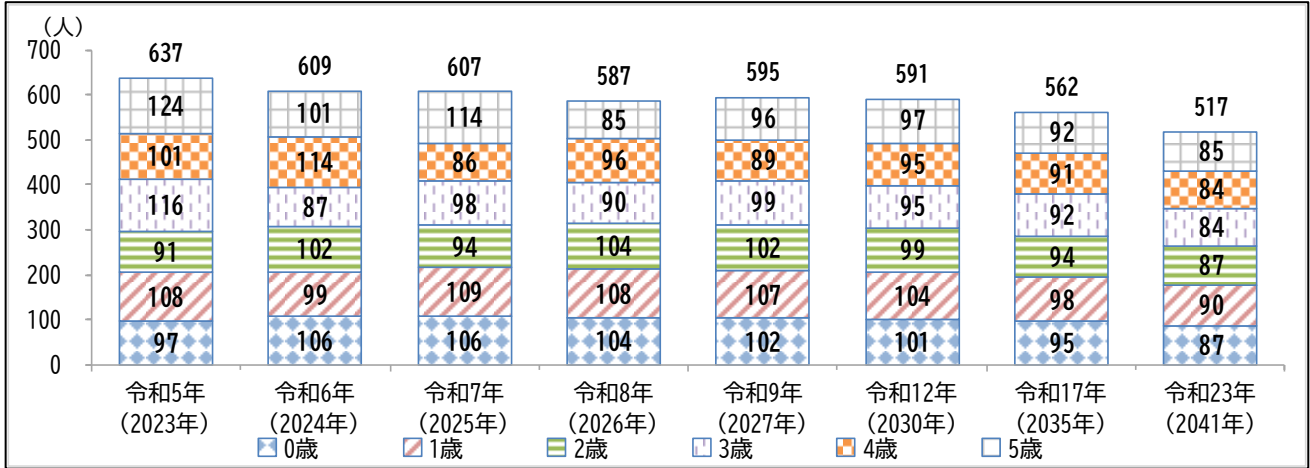 (人)
700 637 609 607 587 595 591 562 517
600 124 101 114 85 96 97 92 85
500 101 114 86 96 89 95 91 84
400 116 87 98 90 99 95 92 84
300 91 102 94 104 102 99 94 87
200 108 99 109 108 107 104 98 90
100 97 106 106 104 102 101 95 87
0
令和5年 令和6年 令和7年 令和8年 令和9年 令和12年 令和17年 令和23年
(2023年) (2024年) (2025年) (2026年) (2027年) (2030年) (2035年) (2041年)
0歳 1歳 2歳 3歳 4歳 5歳